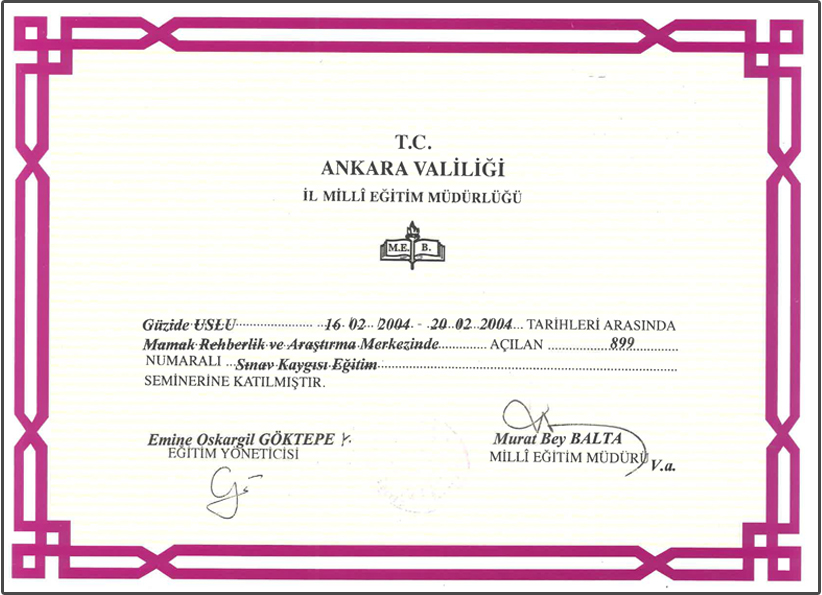 T.C.
ANKARA VALİLİĞİ
İL MİLLÎ EĞİTİM MÜDÜRLÜĞÜ
M.E. B.
Güzide USLU 16 02 2004 - 20 02 2004 TARİHLERİ ARASINDA
Mamak Rehberlik ve Araştırma Merkezinde AÇILAN 899
NUMARALI Sınav Kaygısı Eğitim
SEMİNERİNE KATILMIŞTIR.
Emine Oskargil GÖKTEPE Y.
EĞİTİM YÖNETİCİSİ
Murat Bey BALTA
MİLLÎ EĞİTİM MÜDÜRÜ V.a.